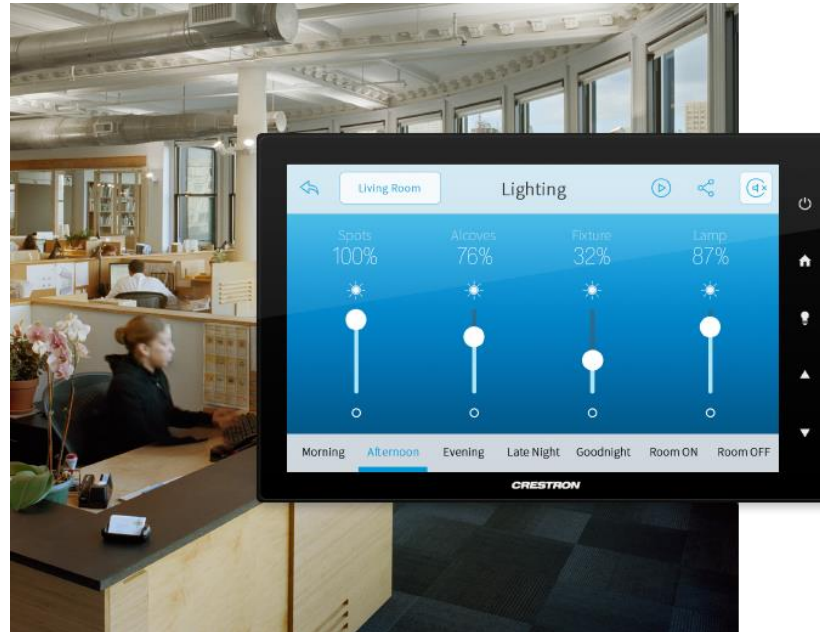 Living Room
Lighting
Spots
100%
Alcoves
76%
Fixture
32%
Lamp
87%
Morning Afternoon Evening Late Night Goodnight Room ON Room OFF
CRESTRON